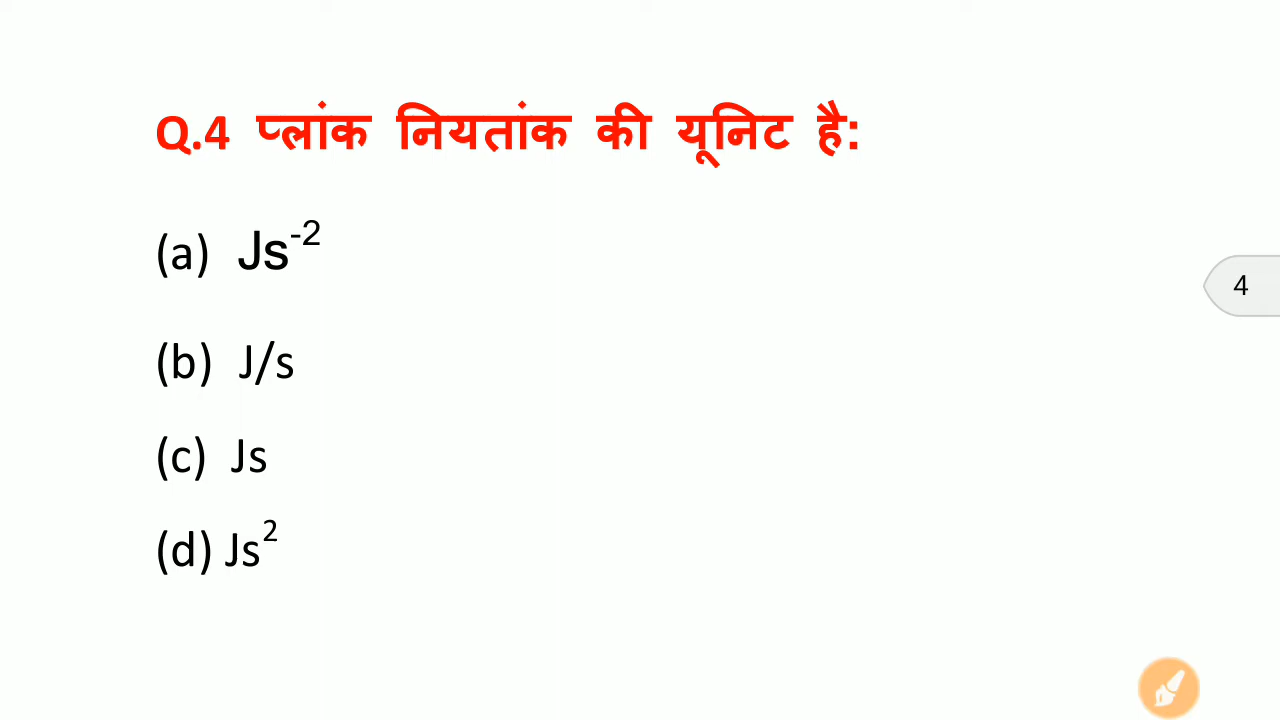 Q.4 प्लांक नियतांक की यूनिट है:
(a) Js⁻²
4
(b) J/s
(c) Js
(d) Js²